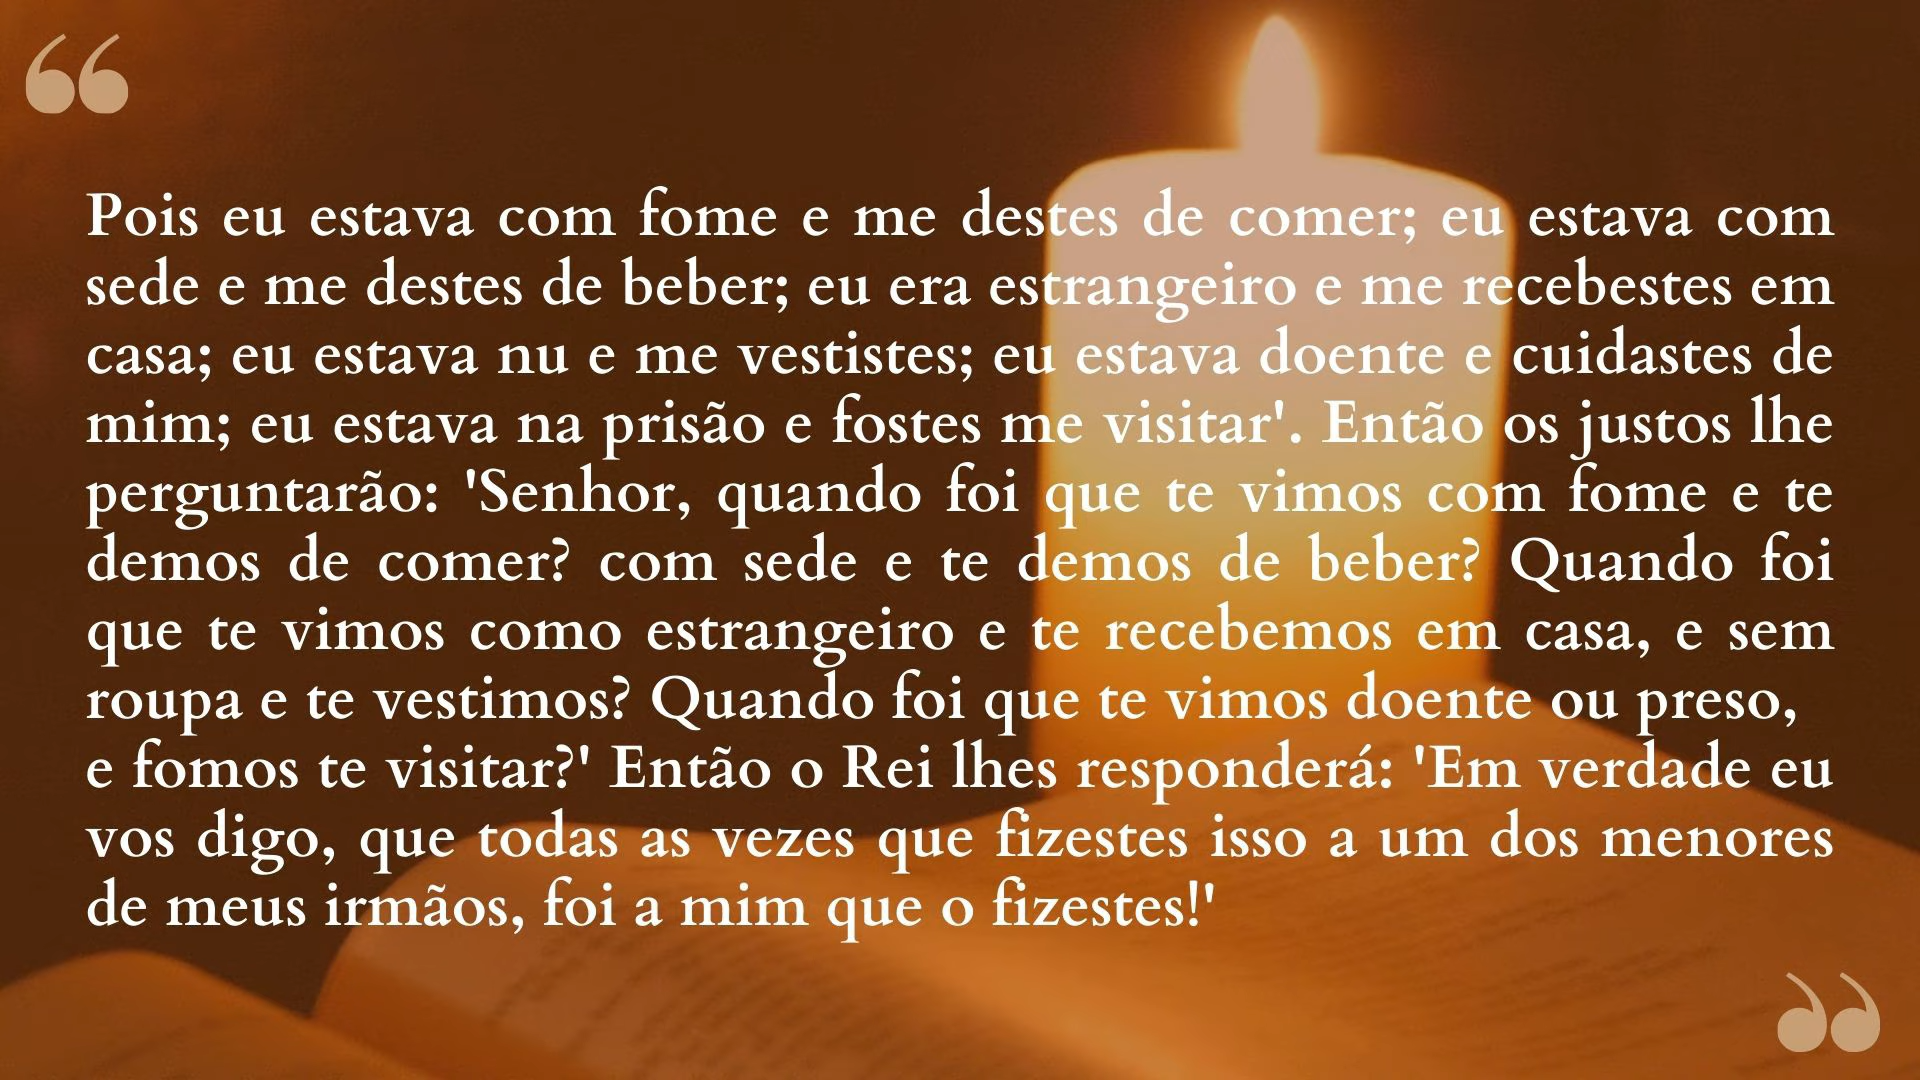 Pois eu estava com fome e me destes de comer; eu estava com
sede e me destes de beber; eu era estrangeiro e me recebestes em
casa; eu estava nu e me vestistes; eu estava doente e cuidastes de
mim; eu estava na prisão e fostes me visitar'. Então os justos lhe
perguntarão: 'Senhor, quando foi que te vimos com fome e te
demos de comer? com sede e te demos de beber? Quando foi
que te vimos como estrangeiro e te recebemos em casa, e sem
roupa e te vestimos? Quando foi que te vimos doente ou preso,
e fomos te visitar?' Então o Rei lhes responderá: 'Em verdade eu
vos digo, que todas as vezes que fizestes isso a um dos menores
de meus irmãos, foi a mim que o fizestes!'